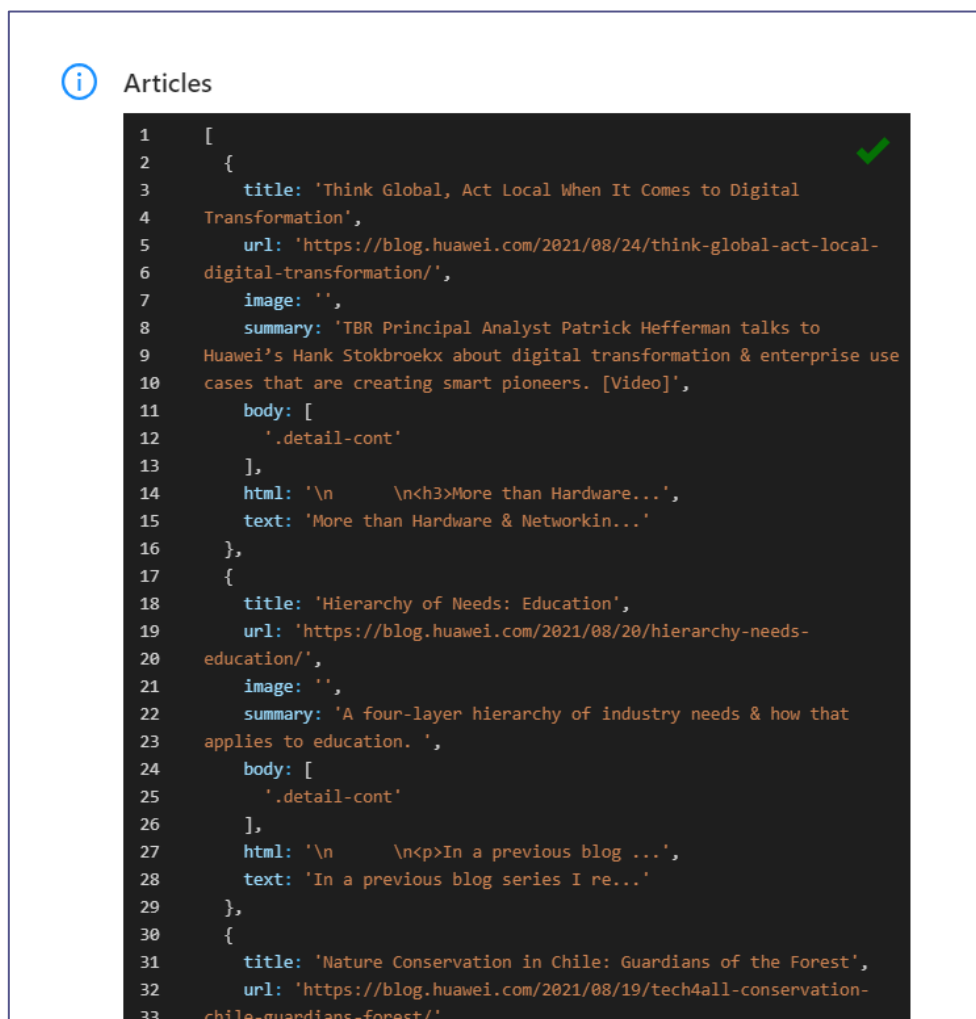 Articles
1 [
2 {
3 title: 'Think Global, Act Local When It Comes to Digital
4 Transformation',
5 url: 'https://blog.huawei.com/2021/08/24/think-global-act-local-
6 digital-transformation/',
7 image: '',
8 summary: 'TBR Principal Analyst Patrick Hefferman talks to
9 Huawei’s Hank Stokbroekx about digital transformation & enterprise use
10 cases that are creating smart pioneers. [Video]',
11 body: [
12 '.detail-cont'
13 ],
14 html: '\n      \n<h3>More than Hardware...',
15 text: 'More than Hardware & Networkin...'
16 },
17 {
18 title: 'Hierarchy of Needs: Education',
19 url: 'https://blog.huawei.com/2021/08/20/hierarchy-needs-
20 education/',
21 image: '',
22 summary: 'A four-layer hierarchy of industry needs & how that
23 applies to education. ',
24 body: [
25 '.detail-cont'
26 ],
27 html: '\n      \n<p>In a previous blog ...',
28 text: 'In a previous blog series I re...'
29 },
30 {
31 title: 'Nature Conservation in Chile: Guardians of the Forest',
32 url: 'https://blog.huawei.com/2021/08/19/tech4all-conservation-
33 chile-guardians-forest/'